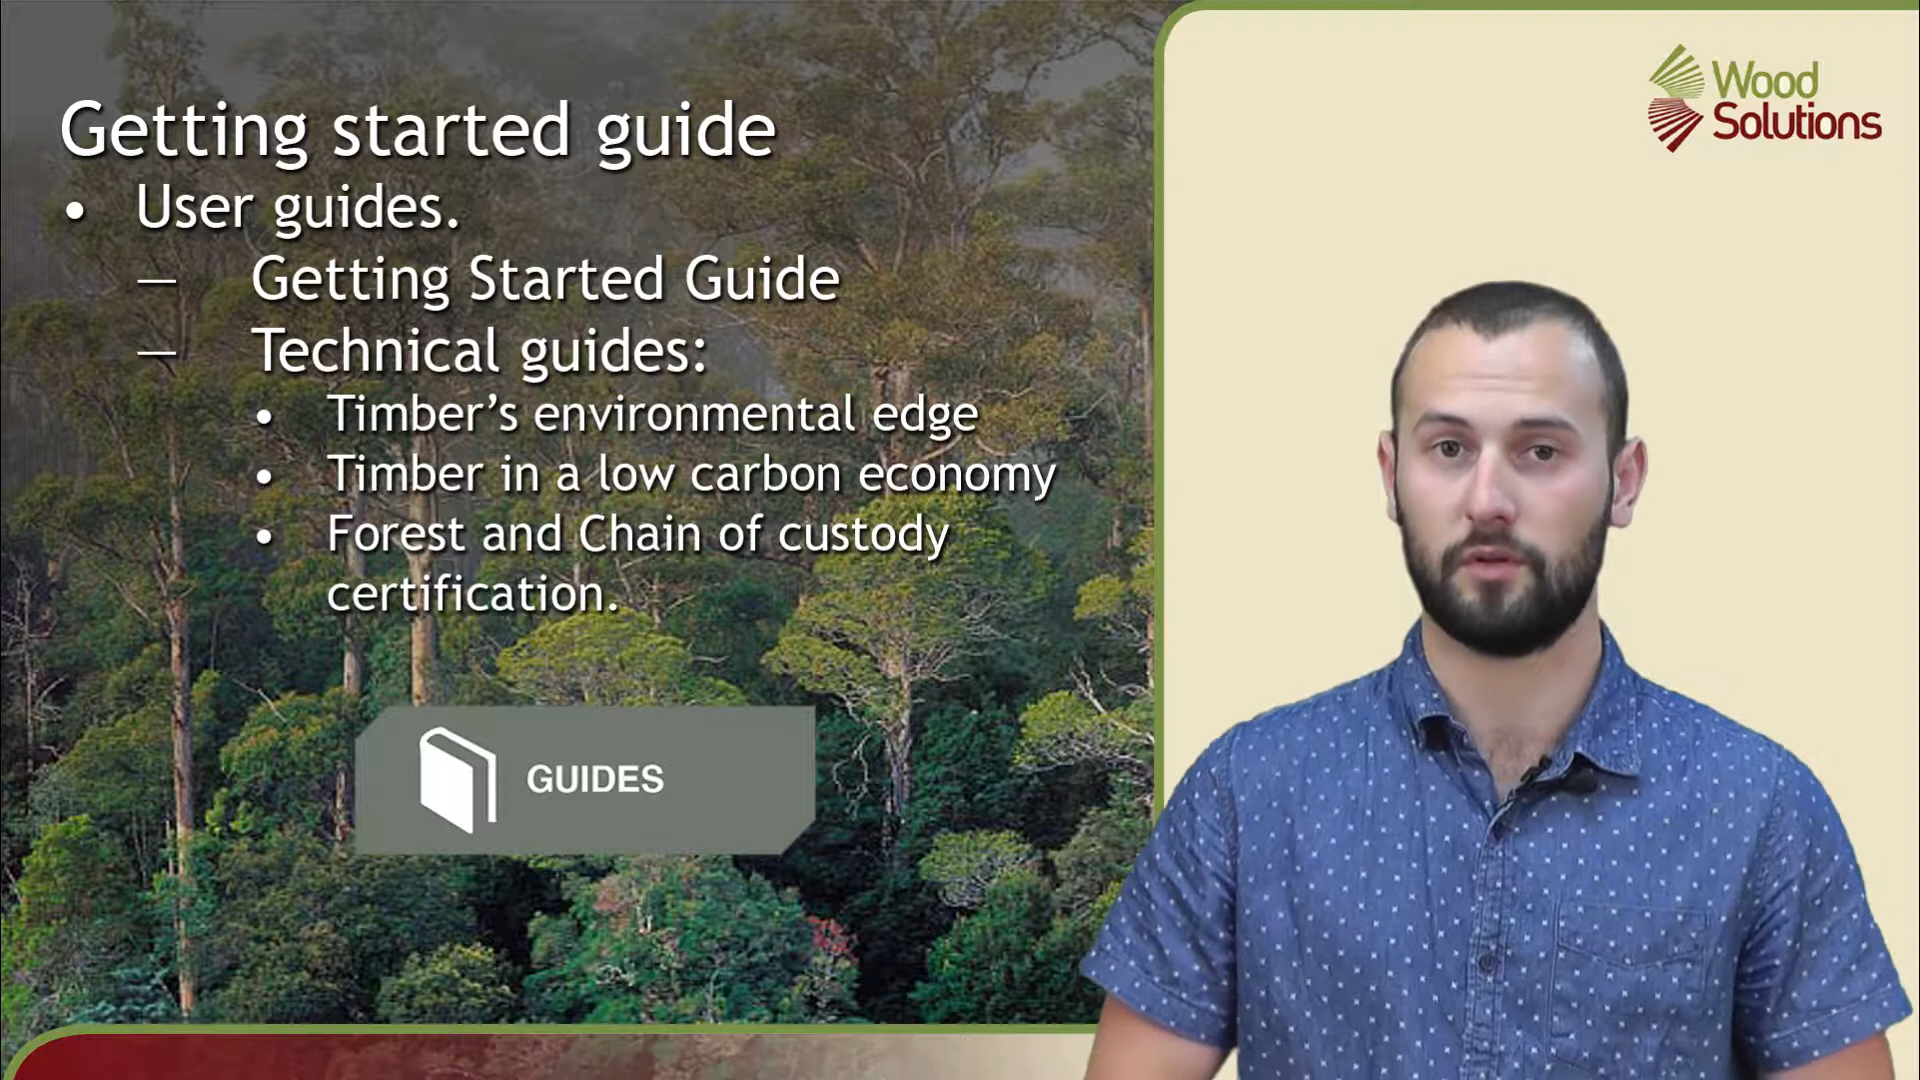 Getting started guide
• User guides.
— Getting Started Guide
— Technical guides:
• Timber’s environmental edge
• Timber in a low carbon economy
• Forest and Chain of custody
certification.
GUIDES
Wood
Solutions